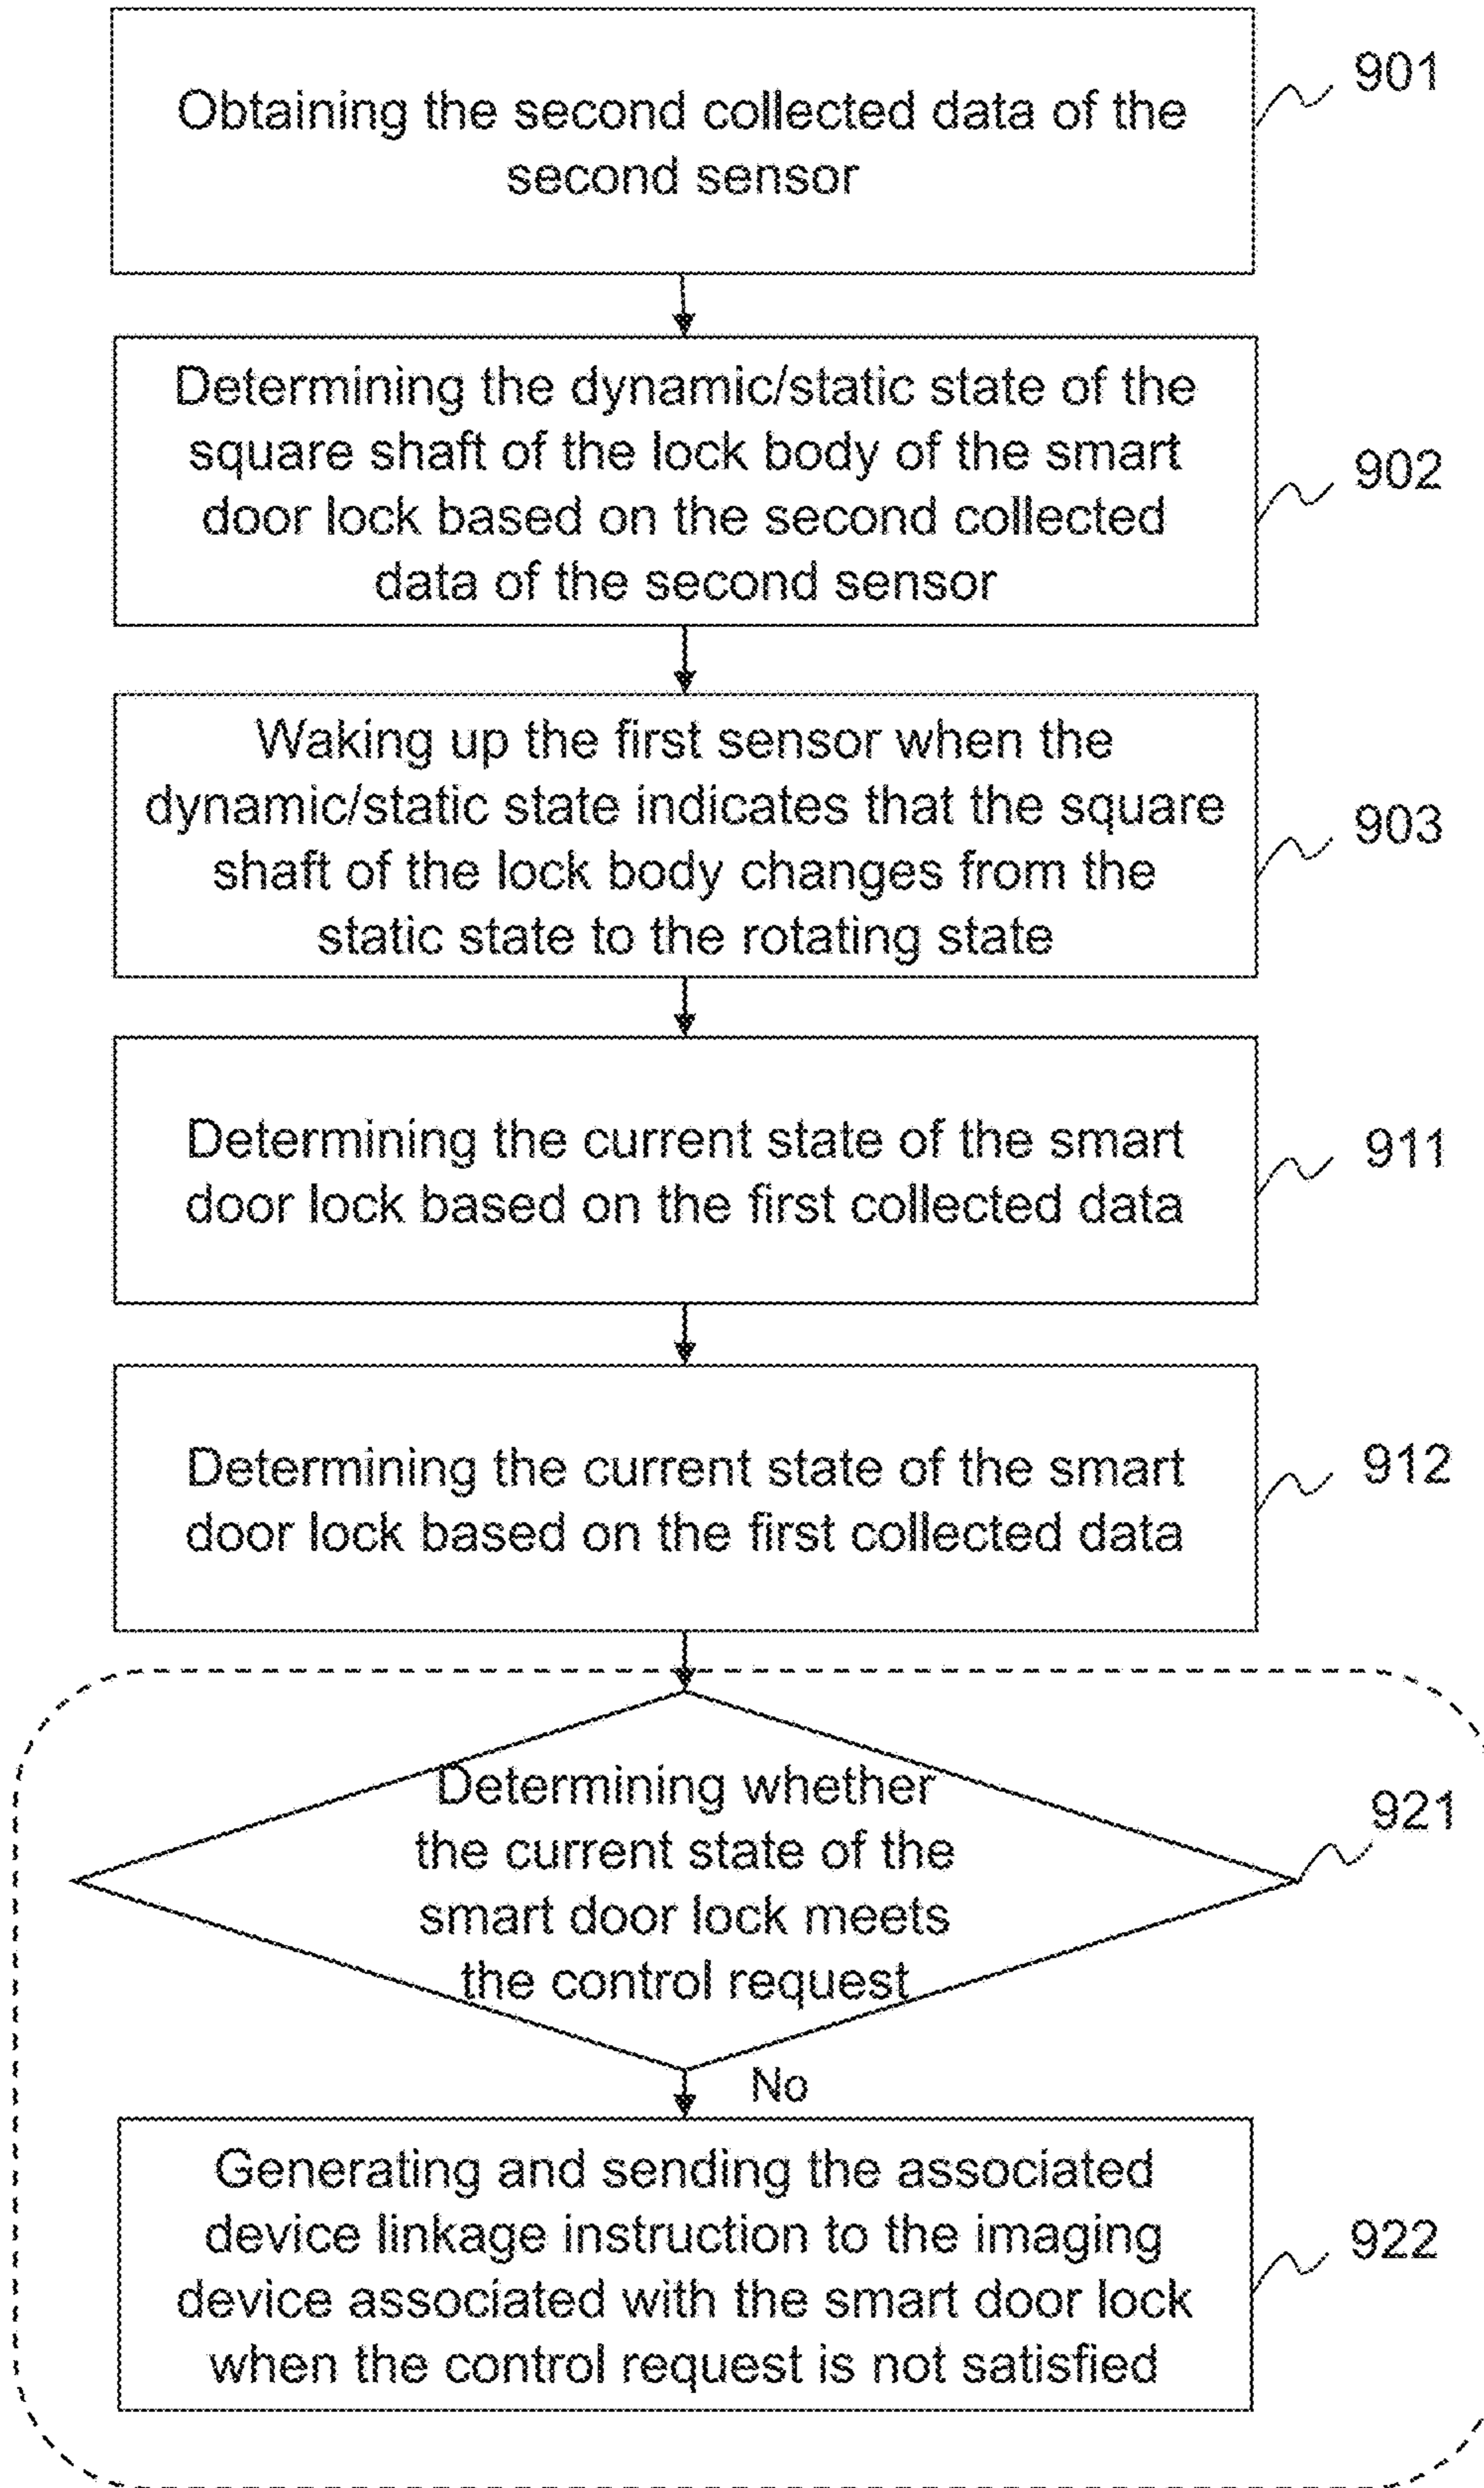 Obtaining the second collected data of the
second sensor
901
Determining the dynamic/static state of the
square shaft of the lock body of the smart
door lock based on the second collected
data of the second sensor
902
Waking up the first sensor when the
dynamic/static state indicates that the square
shaft of the lock body changes from the
static state to the rotating state
903
Determining the current state of the smart
door lock based on the first collected data
911
Determining the current state of the smart
door lock based on the first collected data
912
Determining whether
the current state of the
smart door lock meets
the control request
921
No
Generating and sending the associated
device linkage instruction to the imaging
device associated with the smart door lock
when the control request is not satisfied
922